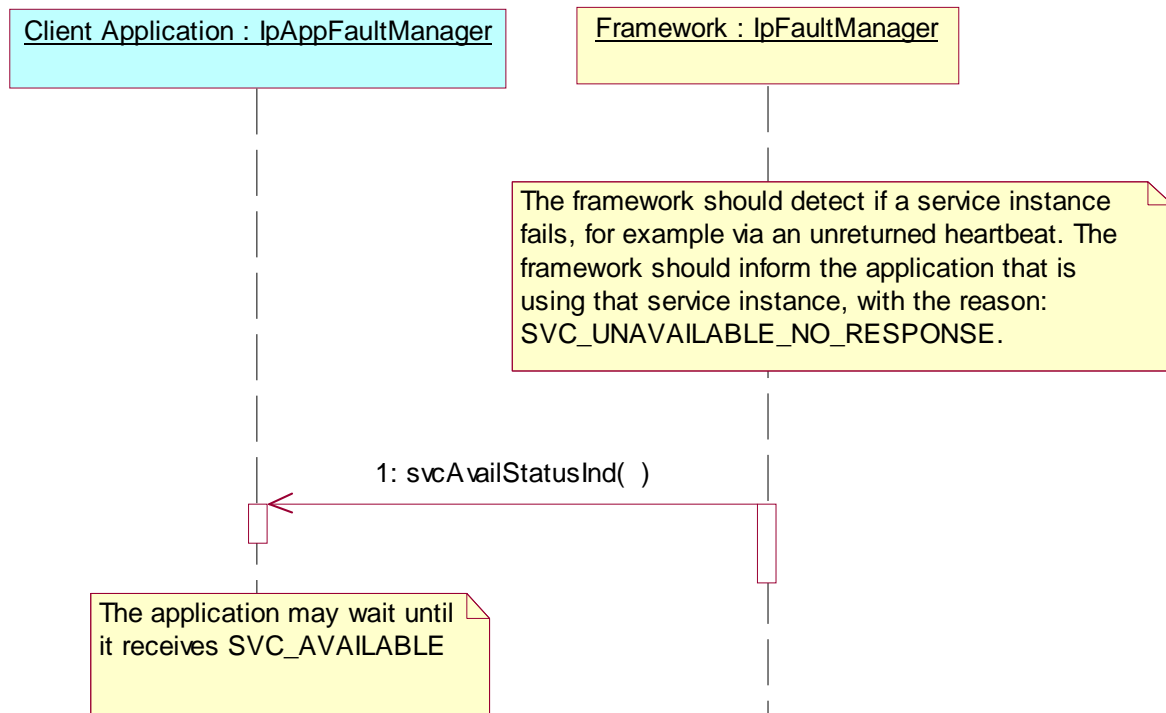 Client Application : IpAppFaultManager
Framework : IpFaultManager
The framework should detect if a service instance
fails, for example via an unreturned heartbeat. The
framework should inform the application that is
using that service instance, with the reason:
SVC_UNAVAILABLE_NO_RESPONSE.
1: svcAvailStatusInd( )
The application may wait until
it receives SVC_AVAILABLE